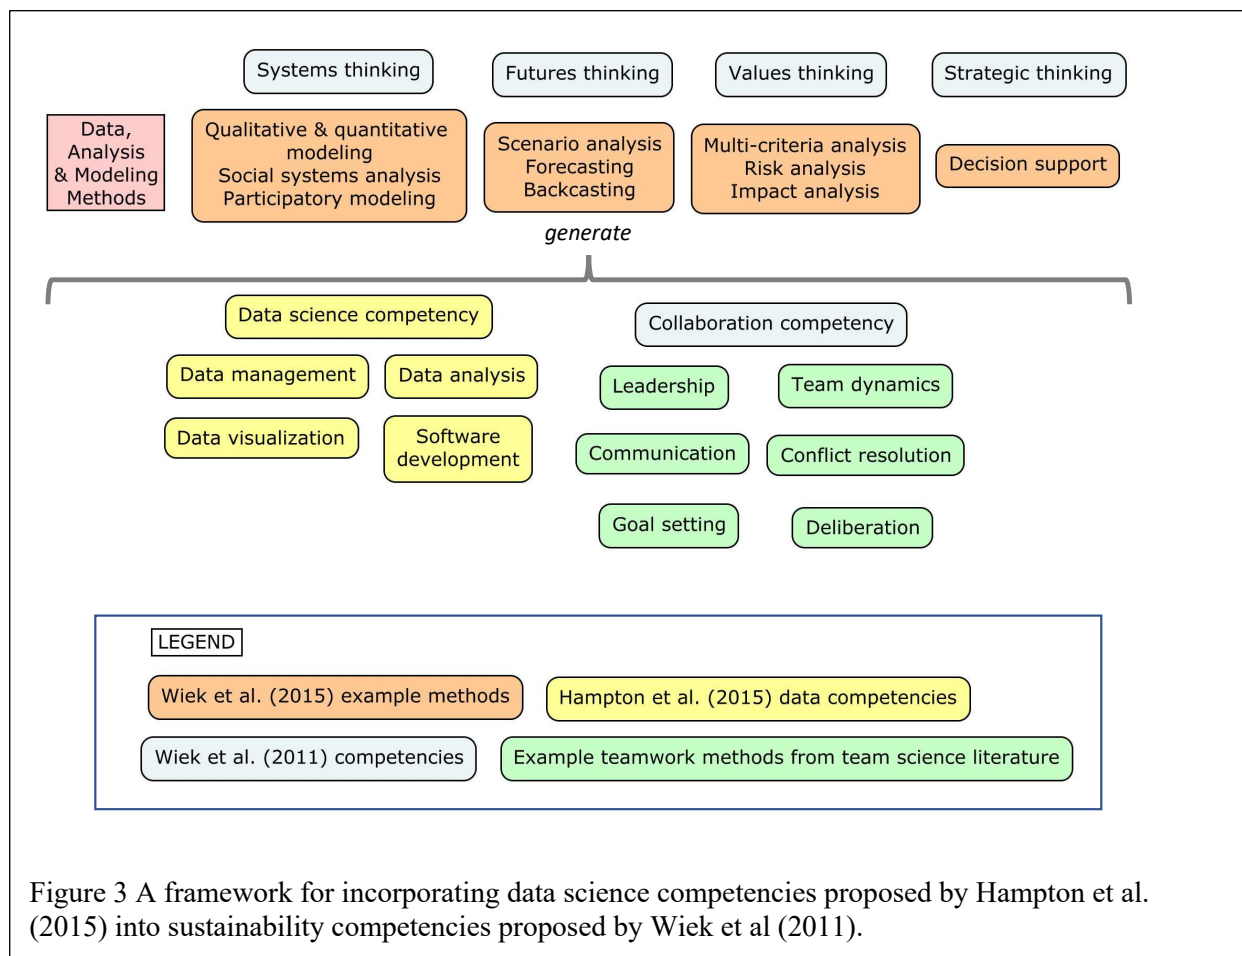 Systems thinking
Futures thinking
Values thinking
Strategic thinking
Data,
Analysis
& Modeling
Methods
Qualitative & quantitative
modeling
Social systems analysis
Participatory modeling
Scenario analysis
Forecasting
Backcasting
Multi-criteria analysis
Risk analysis
Impact analysis
Decision support
generate
Data science competency
Data management
Data analysis
Data visualization
Software
development
Collaboration competency
Leadership
Team dynamics
Communication
Conflict resolution
Goal setting
Deliberation
LEGEND
Wiek et al. (2015) example methods
Hampton et al. (2015) data competencies
Wiek et al. (2011) competencies
Example teamwork methods from team science literature
Figure 3 A framework for incorporating data science competencies proposed by Hampton et al.
(2015) into sustainability competencies proposed by Wiek et al (2011).